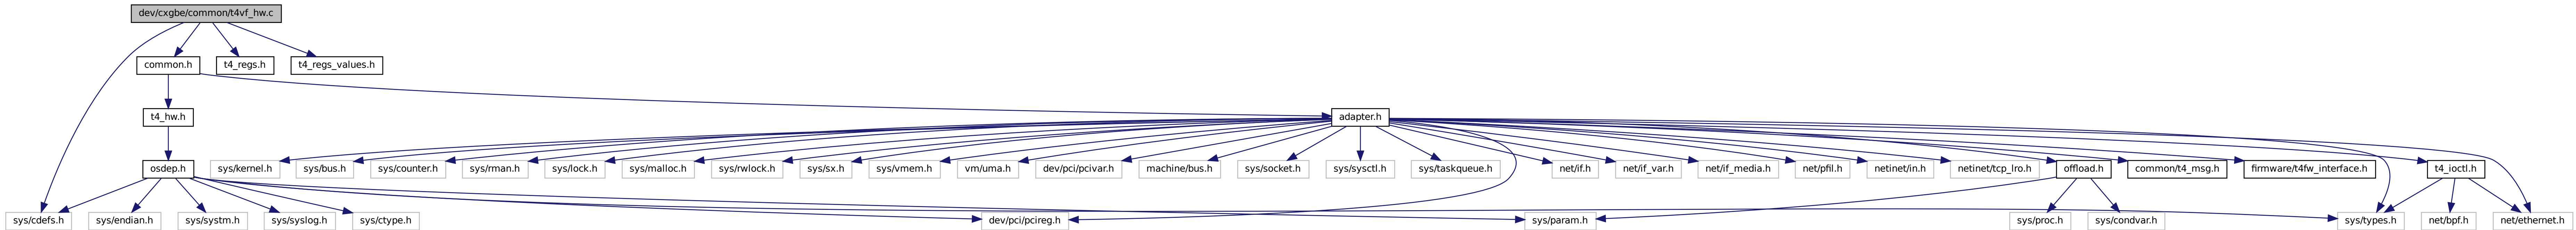 dev/cxgbe/common/t4vf_hw.c
common.h
t4_regs.h
t4_regs_values.h
t4_hw.h
adapter.h
osdep.h
sys/kernel.h
sys/bus.h
sys/counter.h
sys/rman.h
sys/lock.h
sys/malloc.h
sys/rwlock.h
sys/sx.h
sys/vmem.h
vm/uma.h
dev/pci/pcivar.h
machine/bus.h
sys/socket.h
sys/sysctl.h
sys/taskqueue.h
net/if.h
net/if_var.h
net/if_media.h
net/pfil.h
netinet/in.h
netinet/tcp_lro.h
offload.h
common/t4_msg.h
firmware/t4fw_interface.h
t4_ioctl.h
sys/cdefs.h
sys/endian.h
sys/systm.h
sys/syslog.h
sys/ctype.h
dev/pci/pcireg.h
sys/param.h
sys/proc.h
sys/condvar.h
sys/types.h
net/bpf.h
net/ethernet.h